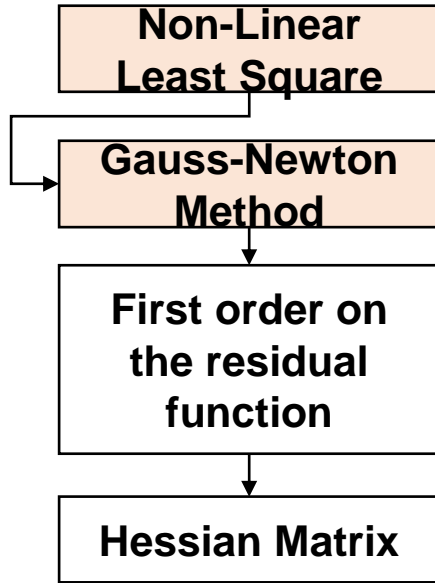 Non-Linear
Least Square
Gauss-Newton
Method
First order on
the residual
function
Hessian Matrix